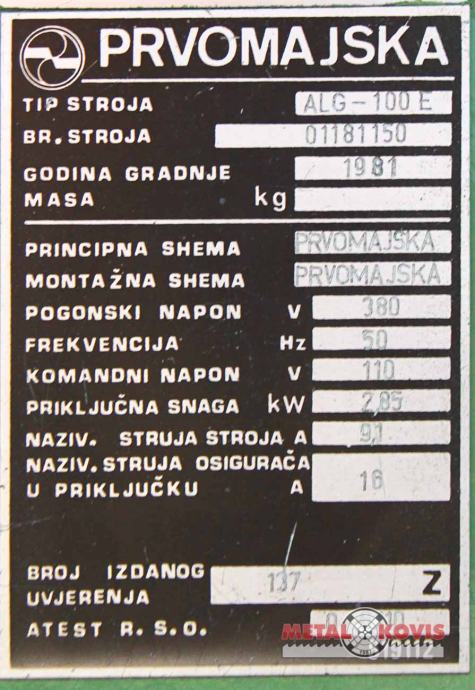 PRVOMAJSKA
TIP STROJA ALG-100 E
BR. STROJA 01181150
GODINA GRADNJE 1981
MASA kg
PRINCIPNA SHEMA PRVOMAJSKA
MONTAŽNA SHEMA PRVOMAJSKA
POGONSKI NAPON V 380
FREKVENCIJA Hz 50
KOMANDNI NAPON V 110
PRIKLJUČNA SNAGA kW 2,85
NAZIV. STRUJA STROJA A 9,1
NAZIV. STRUJA OSIGURAČA
U PRIKLJUČKU A 16
BROJ IZDANOG
UVJERENJA 137 Z
ATEST R.S.O.
METAL KOVIS